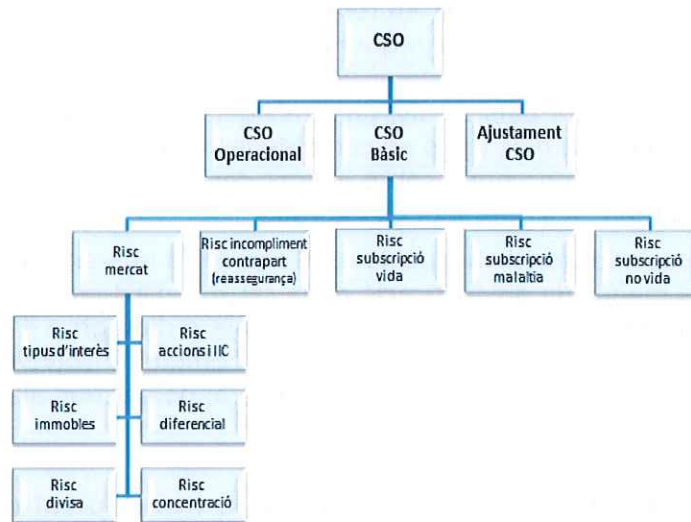 CSO
CSO
Operacional
CSO
Bàsic
Ajustament
CSO
Risc
mercat
Risc incompliment
contrapart
(reassegurança)
Risc
subscripció
vida
Risc
subscripció
malaltia
Risc
subscripció
no vida
Risc
tipus d'interès
Risc
accions i IIC
Risc
immobles
Risc
diferencial
Risc
divisa
Risc
concentració